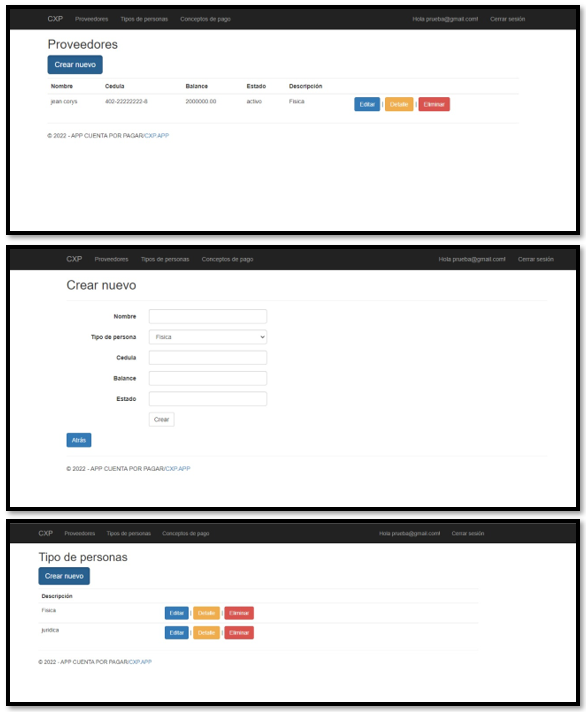 CXP Proveedores Tipos de personas Conceptos de pago Hola prueba@gmail.com! Cerrar sesión
Proveedores
Crear nuevo
Nombre Cedula Balance Estado Descripción
jean corys 402-22222222-8 2000000.00 activo Fisica Editar | Detalle | Eliminar
© 2022 - APP CUENTA POR PAGAR/CXP.APP
CXP Proveedores Tipos de personas Conceptos de pago Hola prueba@gmail.com! Cerrar sesión
Crear nuevo
Nombre
Tipo de persona Fisica
Cedula
Balance
Estado
Crear
Atrás
© 2022 - APP CUENTA POR PAGAR/CXP.APP
CXP Proveedores Tipos de personas Conceptos de pago Hola prueba@gmail.com! Cerrar sesión
Tipo de personas
Crear nuevo
Descripción
Fisica Editar | Detalle | Eliminar
juridica Editar | Detalle | Eliminar
© 2022 - APP CUENTA POR PAGAR/CXP.APP